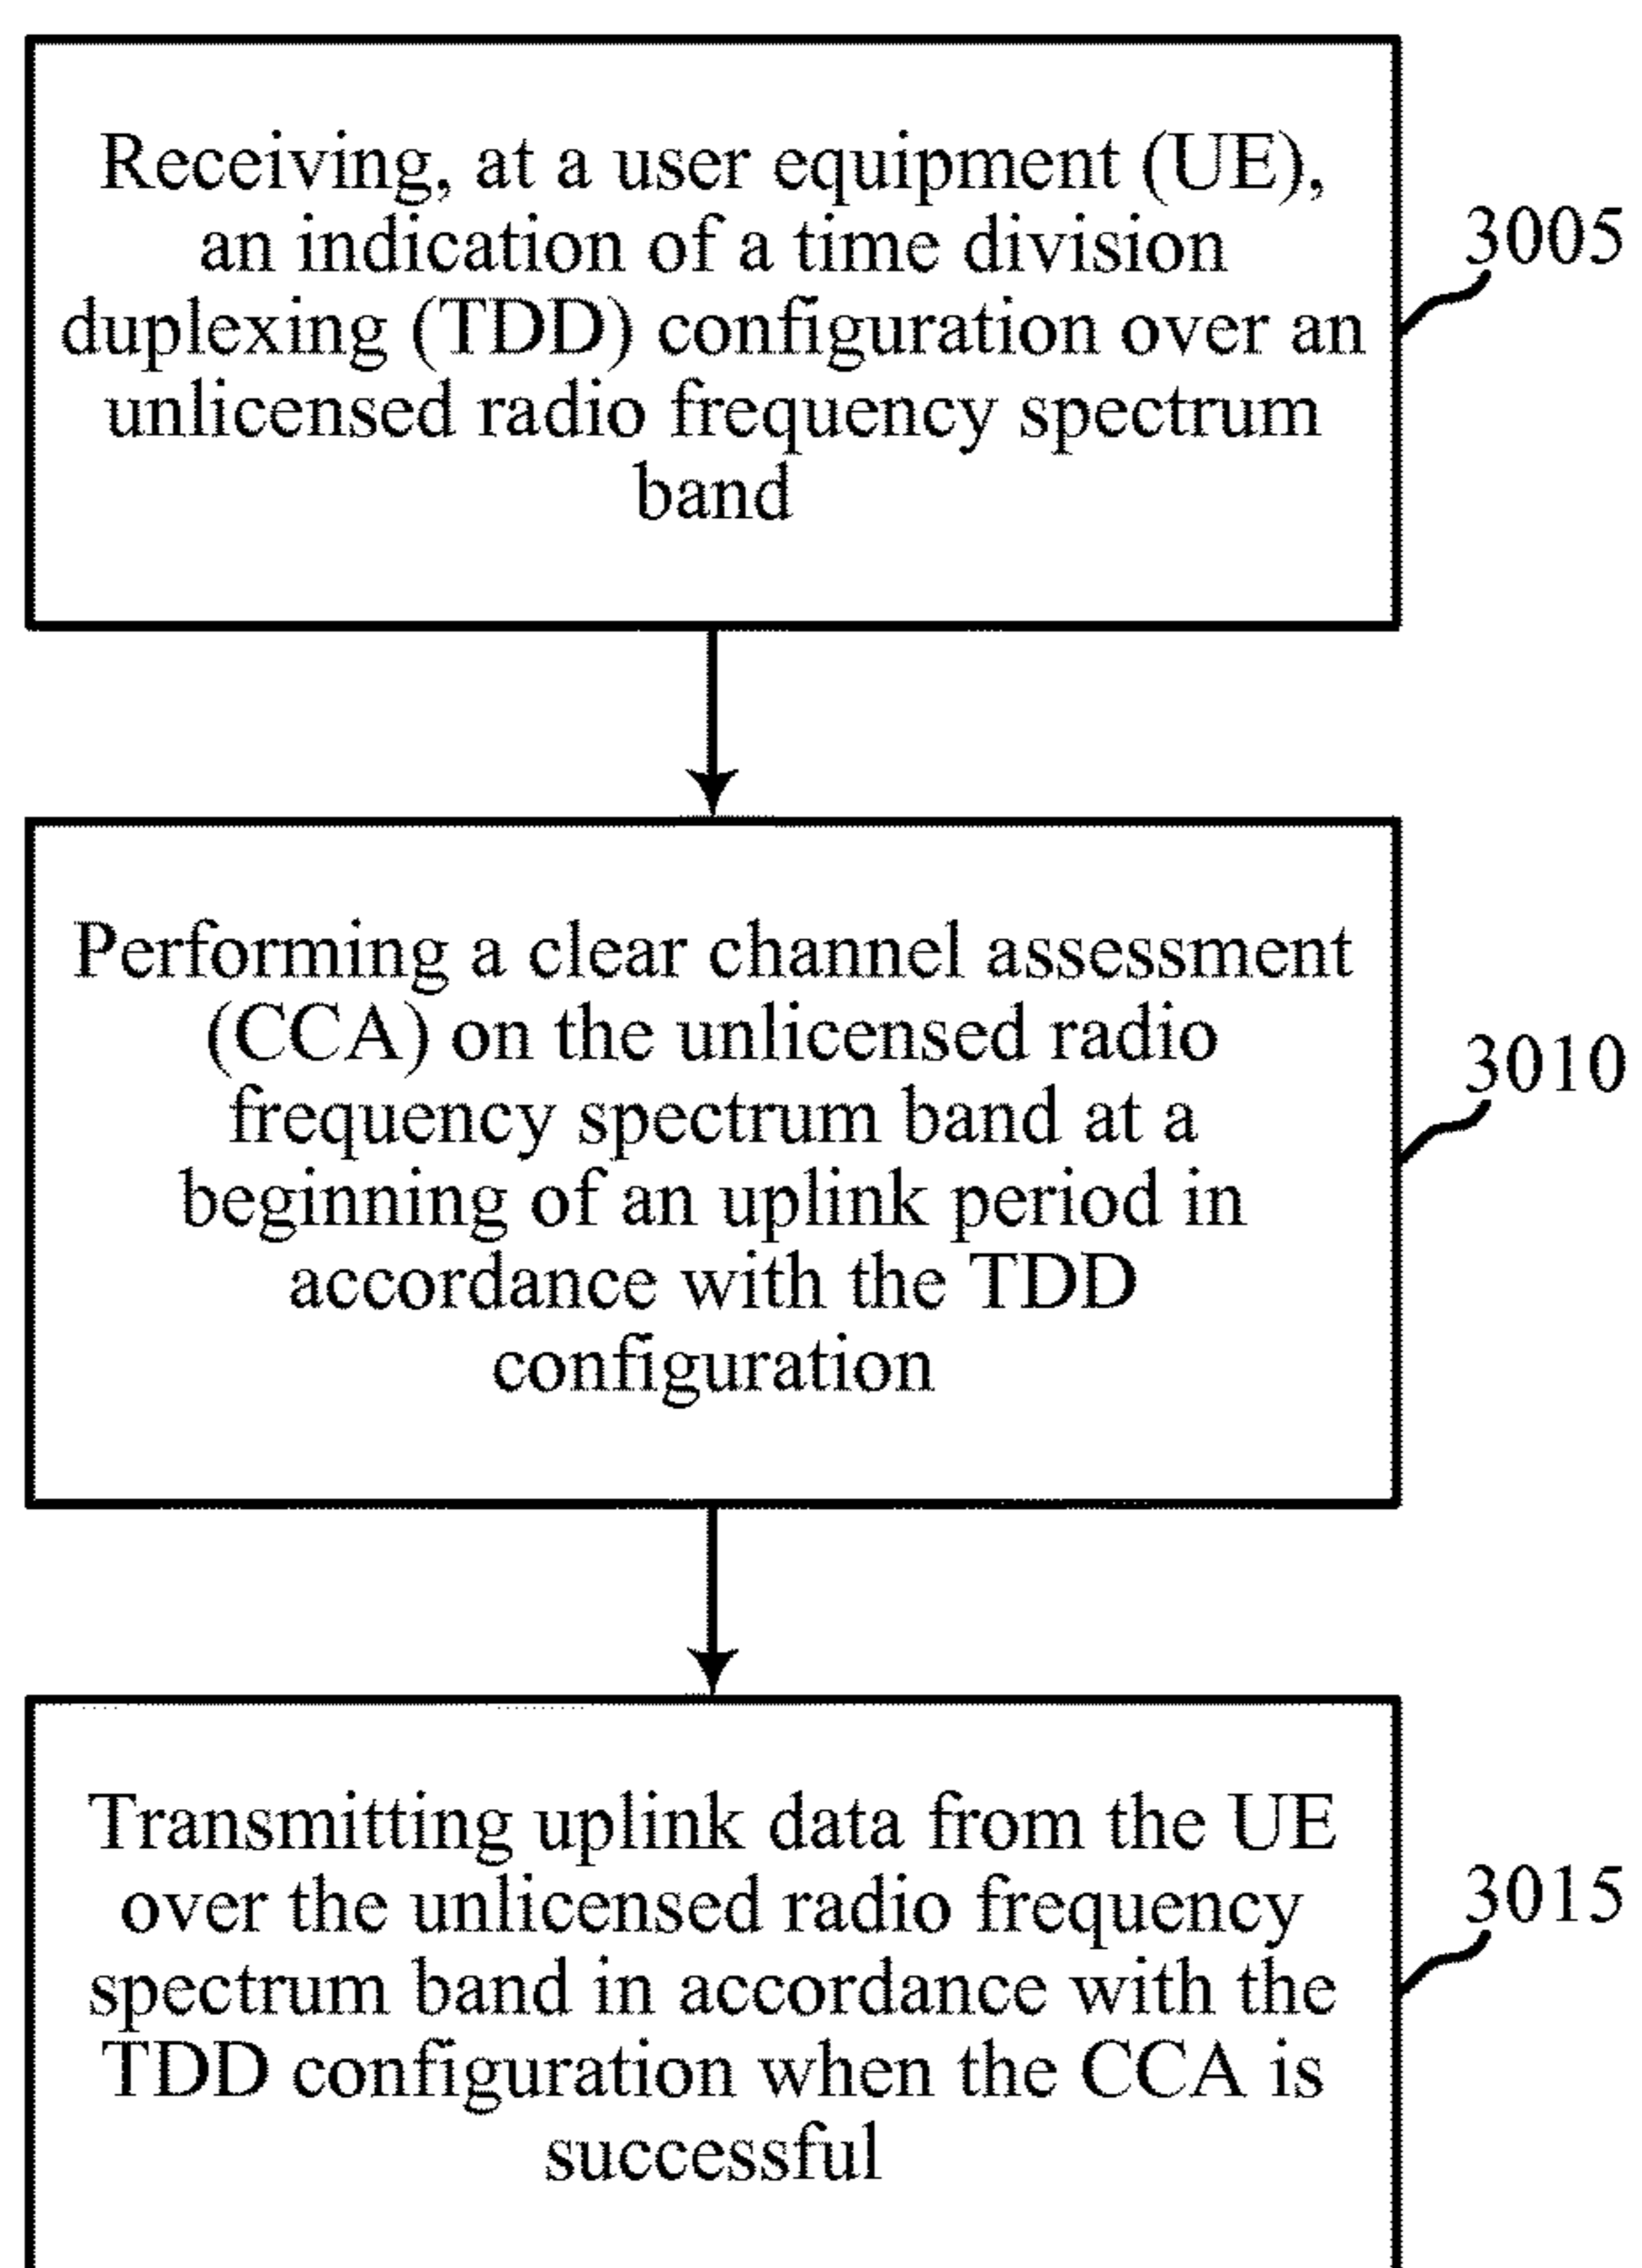 Receiving, at a user equipment (UE),
an indication of a time division
duplexing (TDD) configuration over an
unlicensed radio frequency spectrum
band
3005
Performing a clear channel assessment
(CCA) on the unlicensed radio
frequency spectrum band at a
beginning of an uplink period in
accordance with the TDD
configuration
3010
Transmitting uplink data from the UE
over the unlicensed radio frequency
spectrum band in accordance with the
TDD configuration when the CCA is
successful
3015